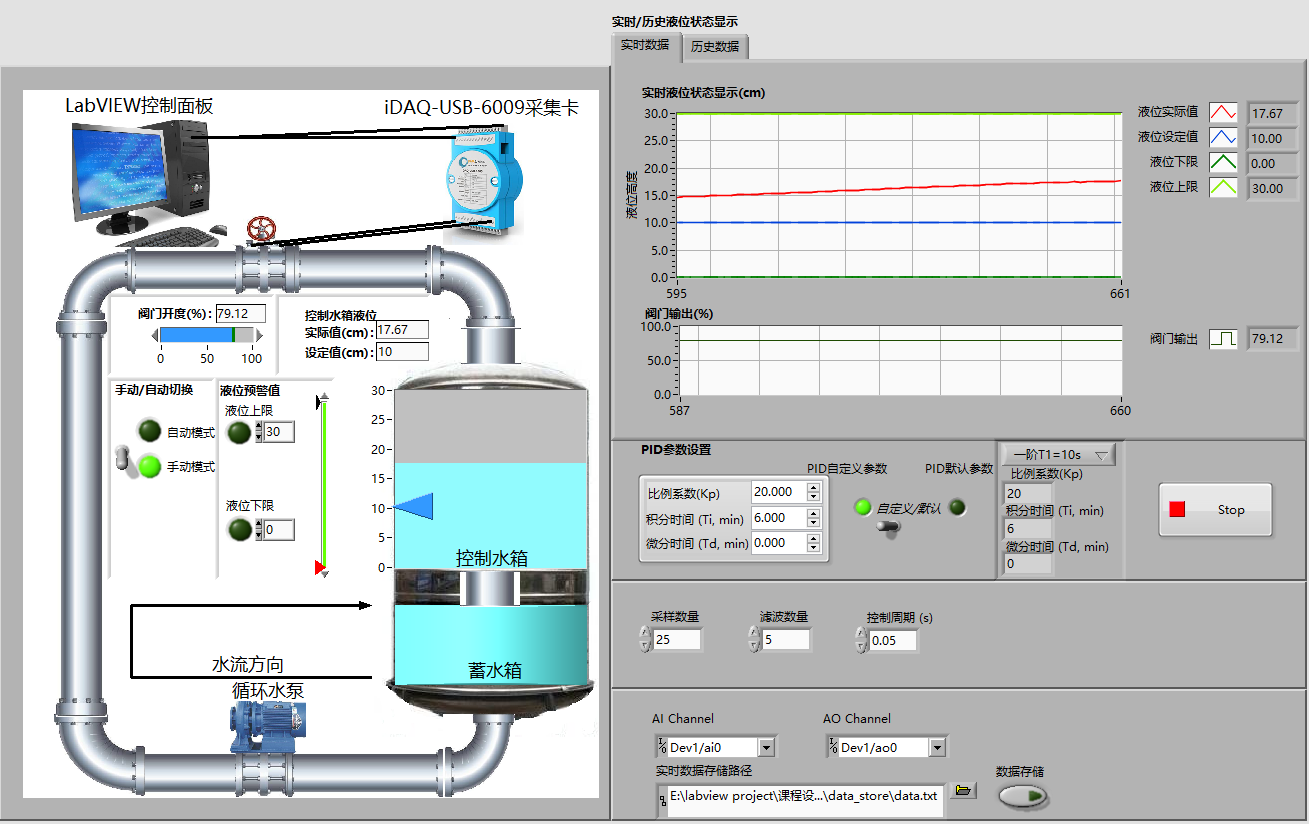 LabVIEW控制面板
iDAQ-USB-6009采集卡
阀门开度(%): 79.12
0 50 100
控制水箱液位
实际值(cm): 17.67
设定值(cm): 10
手动/自动切换
自动模式
手动模式
液位预警值
液位上限
30
液位下限
0
30
25
20
15
10
5
0
控制水箱
蓄水箱
水流方向
循环水泵
实时/历史液位状态显示
实时数据 历史数据
实时液位状态显示(cm)
液位高度
30.0
25.0
20.0
15.0
10.0
5.0
0.0
595 661
液位实际值 17.67
液位设定值 10.00
液位下限 0.00
液位上限 30.00
阀门输出(%)
100.0
50.0
0.0
587 660
阀门输出 79.12
PID参数设置
PID自定义参数 PID默认参数
比例系数(Kp) 20.000
积分时间 (Ti, min) 6.000
微分时间 (Td, min) 0.000
自定义/默认
一阶T1=10s
比例系数(Kp)
20
积分时间 (Ti, min)
6
微分时间 (Td, min)
0
Stop
采样数量 滤波数量 控制周期 (s)
25 5 0.05
AI Channel AO Channel
Dev1/ai0 Dev1/ao0
实时数据存储路径
E:\labview project\课程设...\data_store\data.txt
数据存储